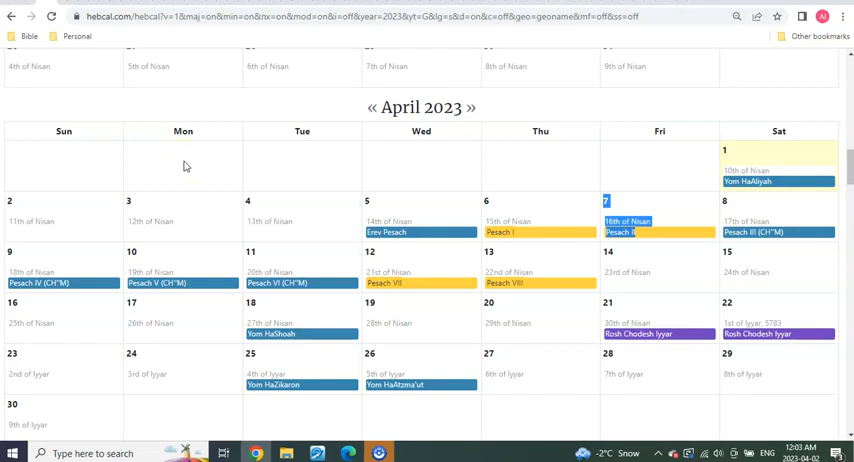 hebcal.com/hebcal?v=1&maj=on&min=on&nx=on&mod=on&i=off&year=2023&yt=G&lg=s&d=on&c=off&geo=geoname&mf=off&ss=off
Al
Bible
Personal
Other bookmarks
4th of Nisan
5th of Nisan
6th of Nisan
7th of Nisan
8th of Nisan
9th of Nisan
« April 2023 »
Sun Mon Tue Wed Thu Fri Sat
1
10th of Nisan
Yom HaAliyah
2 3 4 5 6 7 8
11th of Nisan 12th of Nisan 13th of Nisan 14th of Nisan 15th of Nisan 16th of Nisan 17th of Nisan
Erev Pesach Pesach I Pesach II Pesach III (CH''M)
9 10 11 12 13 14 15
18th of Nisan 19th of Nisan 20th of Nisan 21st of Nisan 22nd of Nisan 23rd of Nisan 24th of Nisan
Pesach IV (CH''M) Pesach V (CH''M) Pesach VI (CH''M) Pesach VII Pesach VIII
16 17 18 19 20 21 22
25th of Nisan 26th of Nisan 27th of Nisan 28th of Nisan 29th of Nisan 30th of Nisan 1st of Iyyar, 5783
Yom HaShoah Rosh Chodesh Iyyar Rosh Chodesh Iyyar
23 24 25 26 27 28 29
2nd of Iyyar 3rd of Iyyar 4th of Iyyar 5th of Iyyar 6th of Iyyar 7th of Iyyar 8th of Iyyar
Yom HaZikaron Yom HaAtzma'ut
30
9th of Iyyar
Type here to search
-2°C Snow
ENG
12:03 AM
2023-04-02
3